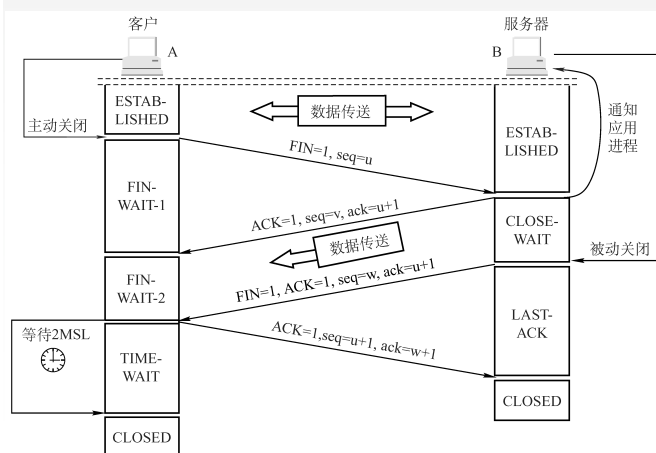 客户
服务器
A
B
ESTAB-
LISHED
数据传送
通知
应用
进程
主动关闭
ESTAB-
LISHED
FIN=1, seq=u
FIN-
WAIT-1
ACK=1, seq=v, ack=u+1
CLOSE-
WAIT
数据传送
被动关闭
FIN=1, ACK=1, seq=w, ack=u+1
FIN-
WAIT-2
LAST-
ACK
等待2MSL
ACK=1,seq=u+1, ack=w+1
TIME-
WAIT
CLOSED
CLOSED